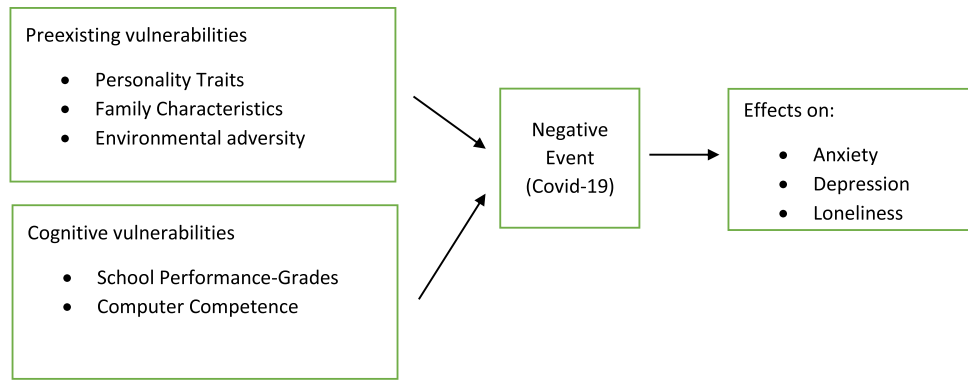 Preexisting vulnerabilities
• Personality Traits
• Family Characteristics
• Environmental adversity
Cognitive vulnerabilities
• School Performance-Grades
• Computer Competence
Negative
Event
(Covid-19)
Effects on:
• Anxiety
• Depression
• Loneliness